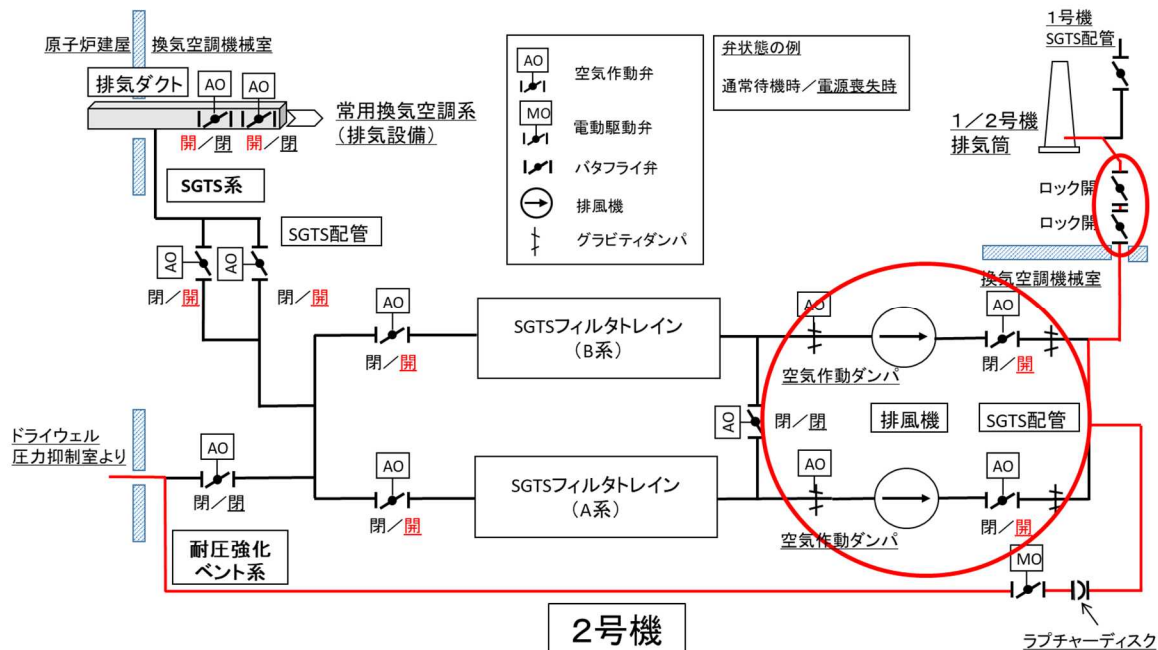 原子炉建屋
換気空調機械室
排気ダクト
AO
AO
開/閉
開/閉
常用換気空調系
(排気設備)
SGTS系
SGTS配管
AO
AO
閉/開
閉/開
AO
空気作動弁
MO
電動駆動弁
バタフライ弁
排風機
グラビティダンパ
弁状態の例
通常待機時/電源喪失時
1号機
SGTS配管
1/2号機
排気筒
ロック開
ロック開
換気空調機械室
AO
閉/開
SGTSフィルタトレイン
(B系)
AO
空気作動ダンパ
AO
閉/開
AO
閉/閉
排風機
SGTS配管
ドライウェル
圧力抑制室より
AO
閉/閉
AO
閉/開
SGTSフィルタトレイン
(A系)
AO
空気作動ダンパ
AO
閉/開
耐圧強化
ベント系
MO
ラプチャーディスク
2号機